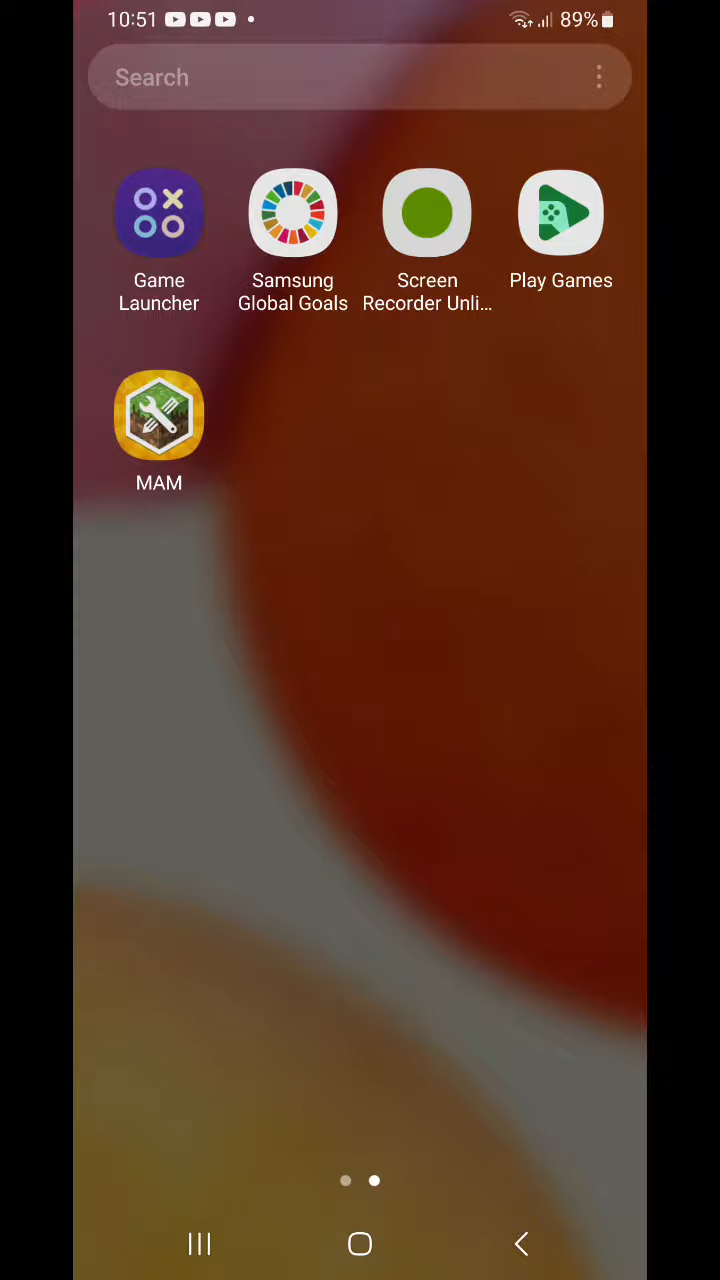 10:51
89%
Search
Game
Launcher
Samsung
Global Goals
Screen
Recorder Unli...
Play Games
MAM